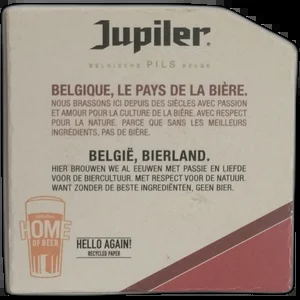 Jupiler
BELGISCHE PILS BELGE
BELGIQUE, LE PAYS DE LA BIÈRE.
NOUS BRASSONS ICI DEPUIS DES SIÈCLES AVEC PASSION
ET AMOUR POUR LA CULTURE DE LA BIÈRE. AVEC RESPECT
POUR LA NATURE. PARCE QUE SANS LES MEILLEURS
INGRÉDIENTS, PAS DE BIÈRE.
BELGIË, BIERLAND.
HIER BROUWEN WE AL EEUWEN MET PASSIE EN LIEFDE
VOOR DE BIERCULTUUR. MET RESPECT VOOR DE NATUUR.
WANT ZONDER DE BESTE INGREDIËNTEN, GEEN BIER.
HOME
OF BEER
HELLO AGAIN!
RECYCLED PAPER